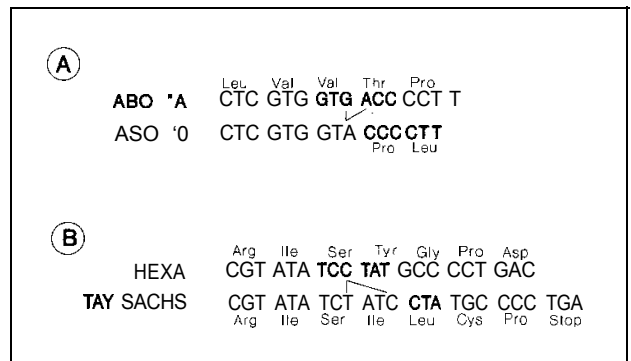 A
Leu Val Val Thr Pro
ABO "A CTC GTG GTG ACC CCT T
ASO '0 CTC GTG GTA CCC CTT
Pro Leu
B
Arg Ile Ser Tyr Gly Pro Asp
HEXA CGT ATA TCC TAT GCC CCT GAC
TAY SACHS CGT ATA TCT ATC CTA TGC CCC TGA
Arg Ile Ser Ile Leu Cys Pro Stop